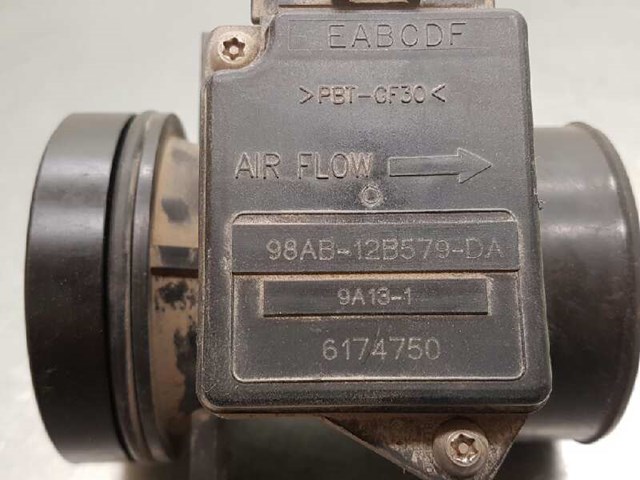 EABCDF
>PBT-GF30<
AIR FLOW
98AB-12B579-DA
9A13-1
6174750